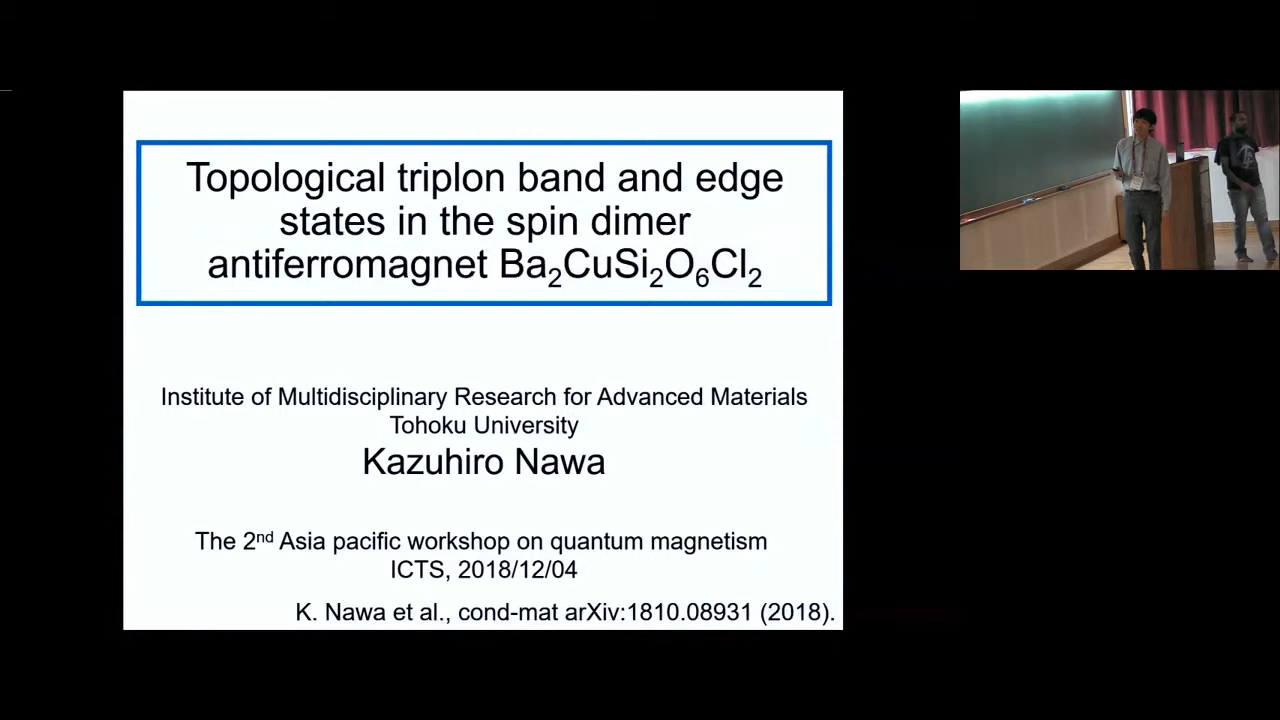 Topological triplon band and edge
states in the spin dimer
antiferromagnet Ba₂CuSi₂O₆Cl₂
Institute of Multidisciplinary Research for Advanced Materials
Tohoku University
Kazuhiro Nawa
The 2nd Asia pacific workshop on quantum magnetism
ICTS, 2018/12/04
K. Nawa et al., cond-mat arXiv:1810.08931 (2018).